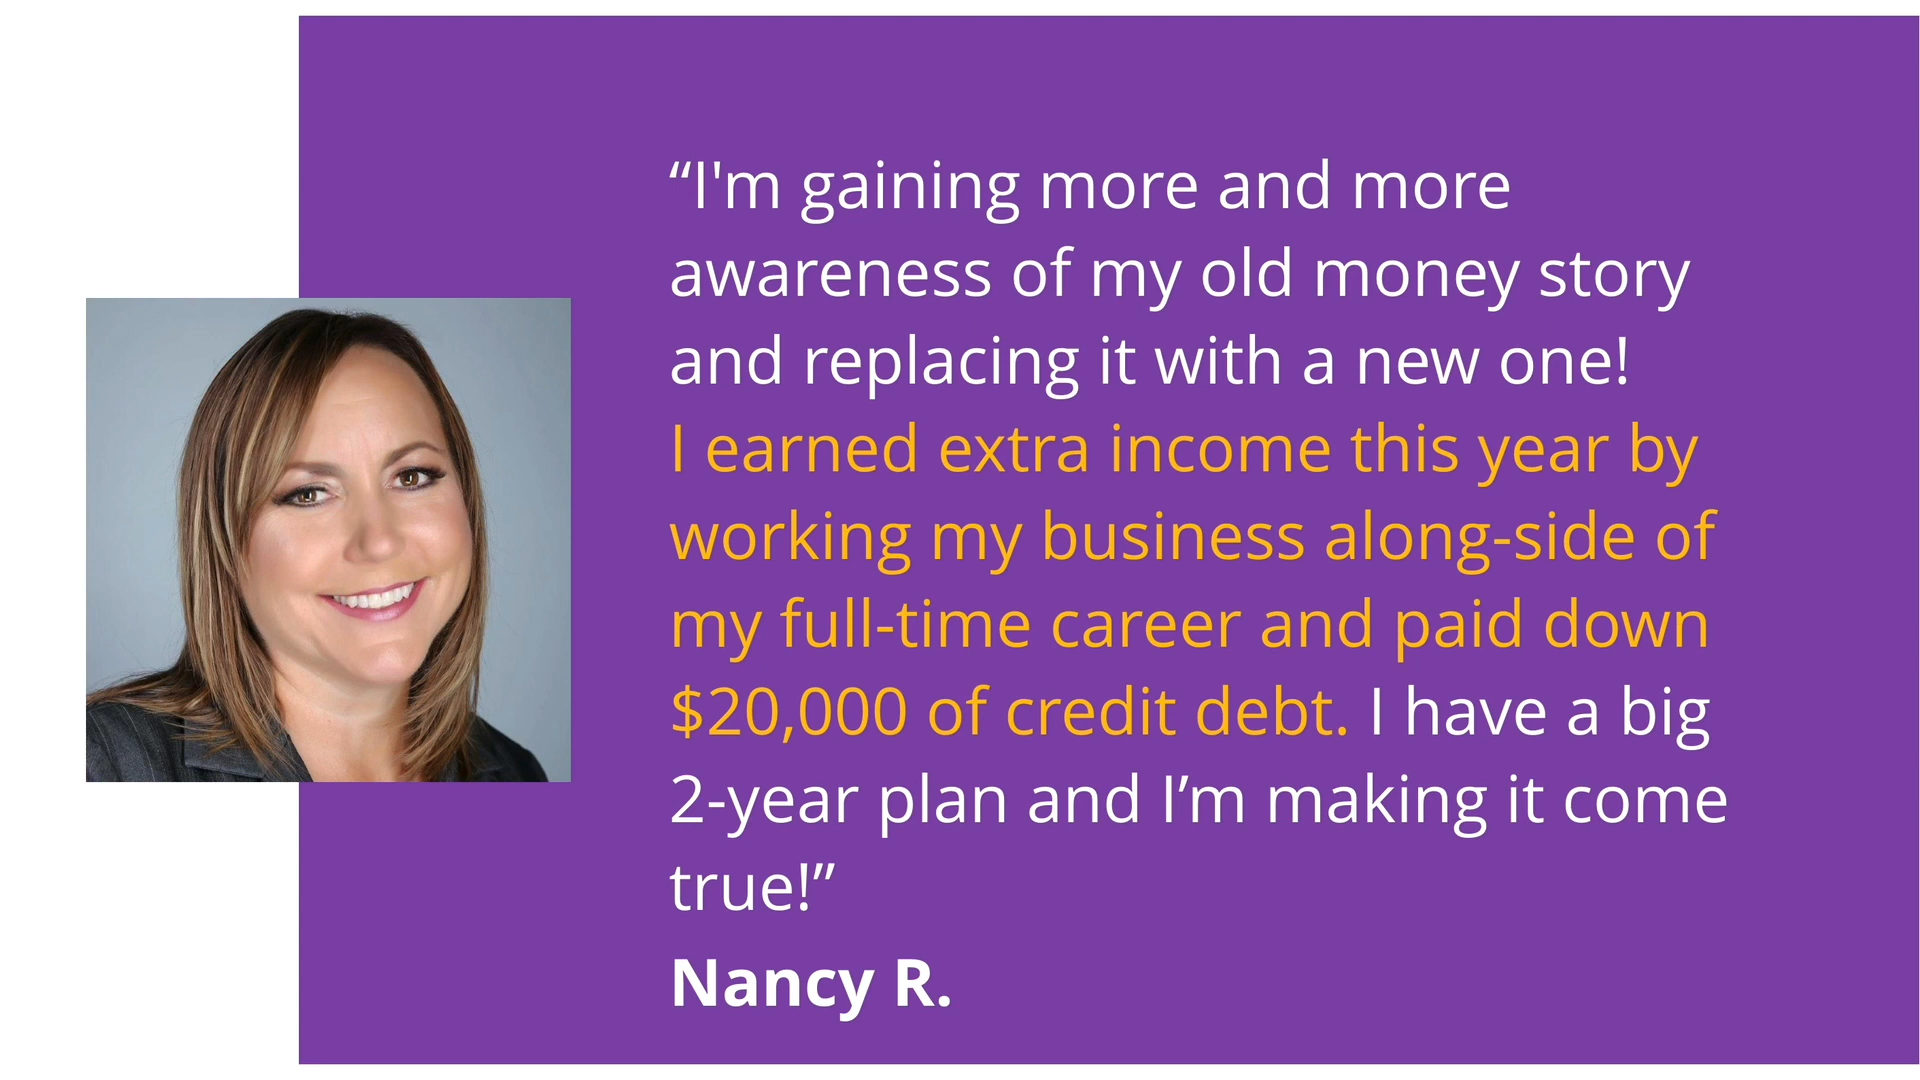 “I'm gaining more and more
awareness of my old money story
and replacing it with a new one!
I earned extra income this year by
working my business along-side of
my full-time career and paid down
$20,000 of credit debt. I have a big
2-year plan and I’m making it come
true!”
Nancy R.